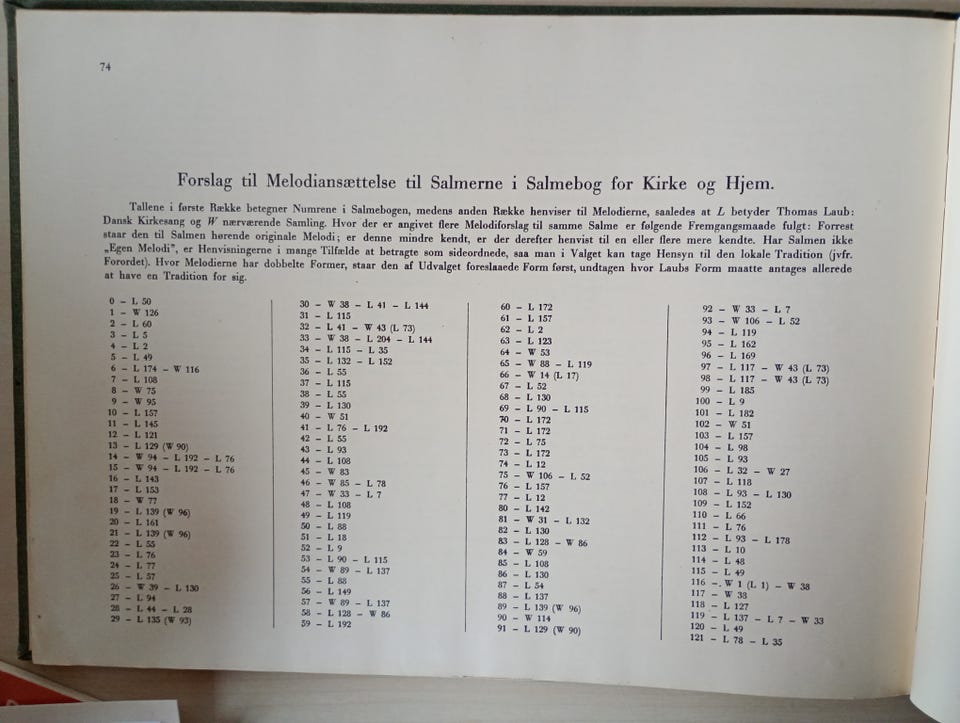 74
Forslag til Melodiansættelse til Salmerne i Salmebog for Kirke og Hjem.
Tallene i første Række betegner Numrene i Salmebogen, medens anden Række henviser til Melodierne, saaledes at L betyder Thomas Laub:
Dansk Kirkesang og W nærværende Samling. Hvor der er angivet flere Melodiforslag til samme Salme er følgende Fremgangsmaade fulgt: Forrest
staar den til Salmen hørende originale Melodi; er denne mindre kendt, er der derefter henvist til en eller flere mere kendte. Har Salmen ikke
„Egen Melodi”, er Henvisningerne i mange Tilfælde at betragte som sideordnede, saa man i Valget kan tage Hensyn til den lokale Tradition (jvfr.
Forordet). Hvor Melodierne har dobbelte Former, staar den af Udvalget foreslaaede Form først, undtagen hvor Laubs Form maatte antages allerede
at have en Tradition for sig.
0 – L 50
1 – W 126
2 – L 60
3 – L 5
4 – L 2
5 – L 49
6 – L 174 – W 116
7 – L 108
8 – W 75
9 – W 95
10 – L 157
11 – L 145
12 – L 121
13 – L 129 (W 90)
14 – W 94 – L 192 – L 76
15 – W 94 – L 192 – L 76
16 – L 143
17 – L 153
18 – W 77
19 – L 139 (W 96)
20 – L 161
21 – L 139 (W 96)
22 – L 55
23 – L 76
24 – L 77
25 – L 57
26 – W 39 – L 130
27 – L 94
28 – L 44 – L 28
29 – L 135 (W 93)
30 – W 38 – L 41 – L 144
31 – L 115
32 – L 41 – W 43 (L 73)
33 – W 38 – L 204 – L 144
34 – L 115 – L 35
35 – L 132 – L 152
36 – L 55
37 – L 115
38 – L 55
39 – L 130
40 – W 51
41 – L 76 – L 192
42 – L 55
43 – L 93
44 – L 108
45 – W 83
46 – W 85 – L 78
47 – W 33 – L 7
48 – L 108
49 – L 119
50 – L 88
51 – L 18
52 – L 9
53 – L 90 – L 115
54 – W 89 – L 137
55 – L 88
56 – L 149
57 – W 89 – L 137
58 – L 128 – W 86
59 – L 192
60 – L 172
61 – L 157
62 – L 2
63 – L 123
64 – W 53
65 – W 88 – L 119
66 – W 14 (L 17)
67 – L 52
68 – L 130
69 – L 90 – L 115
70 – L 172
71 – L 172
72 – L 75
73 – L 172
74 – L 12
75 – W 106 – L 52
76 – L 157
77 – L 12
80 – L 142
81 – W 31 – L 132
82 – L 130
83 – L 128 – W 86
84 – W 59
85 – L 108
86 – L 130
87 – L 54
88 – L 137
89 – L 139 (W 96)
90 – W 114
91 – L 129 (W 90)
92 – W 33 – L 7
93 – W 106 – L 52
94 – L 119
95 – L 162
96 – L 169
97 – L 117 – W 43 (L 73)
98 – L 117 – W 43 (L 73)
99 – L 185
100 – L 9
101 – L 182
102 – W 51
103 – L 157
104 – L 98
105 – L 93
106 – L 32 – W 27
107 – L 118
108 – L 93 – L 130
109 – L 152
110 – L 66
111 – L 76
112 – L 93 – L 178
113 – L 10
114 – L 48
115 – L 49
116 – W 1 (L 1) – W 38
117 – W 38
118 – L 127
119 – L 137 – L 7 – W 33
120 – L 49
121 – L 78 – L 35